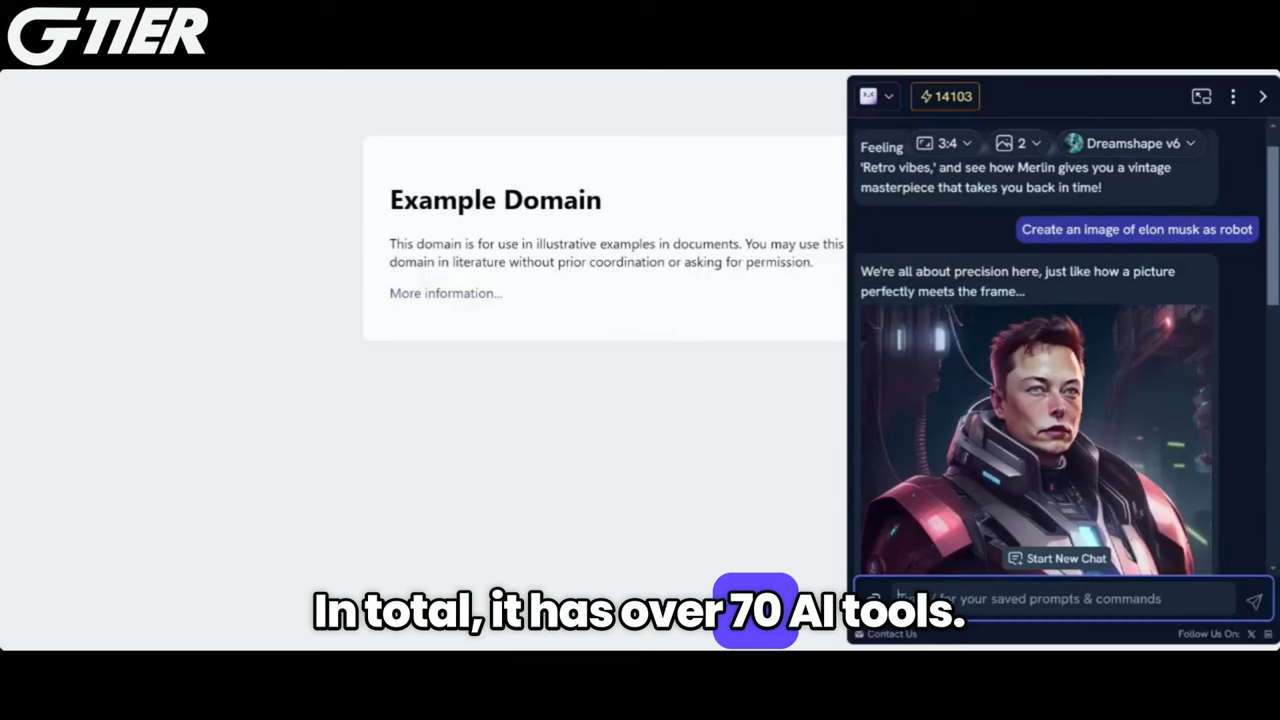 GTIER
14103
3:4
2
Dreamshape v6
Feeling
'Retro vibes,' and see how Merlin gives you a vintage
masterpiece that takes you back in time!
Create an image of elon musk as robot
We're all about precision here, just like how a picture
perfectly meets the frame...
Example Domain
This domain is for use in illustrative examples in documents. You may use this
domain in literature without prior coordination or asking for permission.
More information...
Start New Chat
for your saved prompts & commands
In total, it has over 70 AI tools.
Contact Us
Follow Us On: